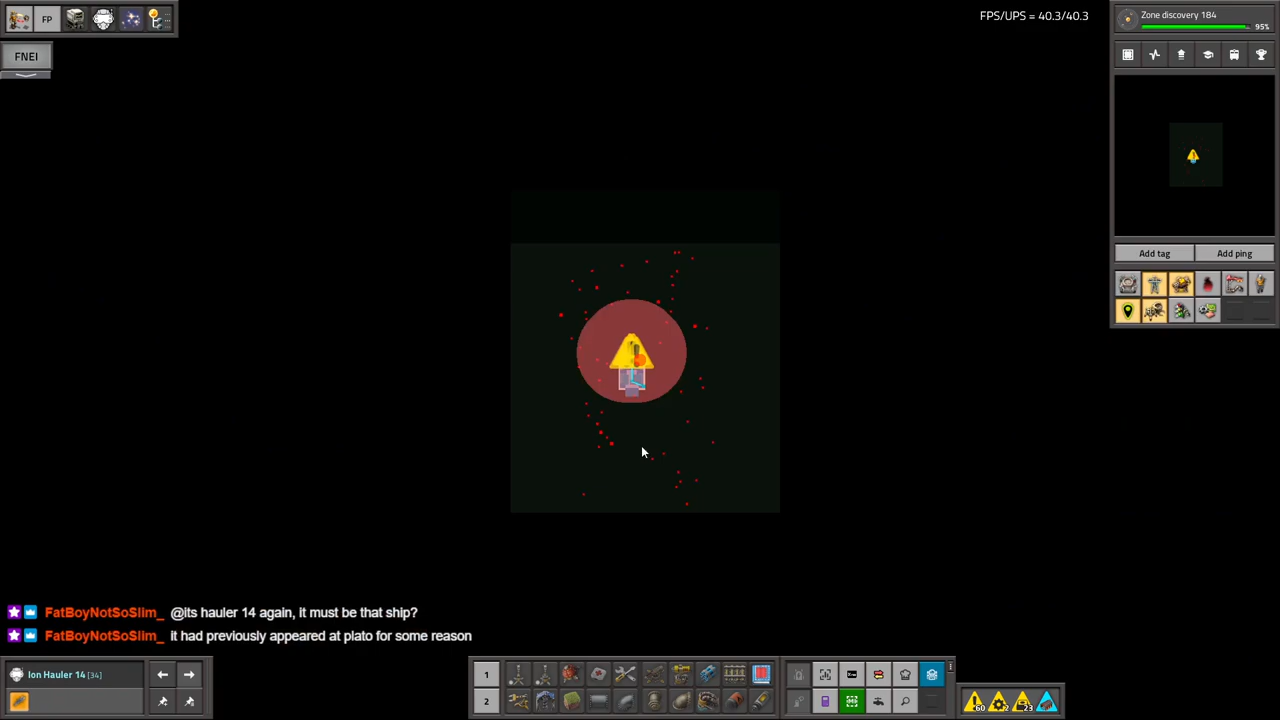 FP
FPS/UPS = 40.3/40.3
Zone discovery 184
95%
FNEI
Add tag
Add ping
FatBoyNotSoSlim_ @its hauler 14 again, it must be that ship?
FatBoyNotSoSlim_ it had previously appeared at plato for some reason
Ion Hauler 14 [34]
1
2
60
23